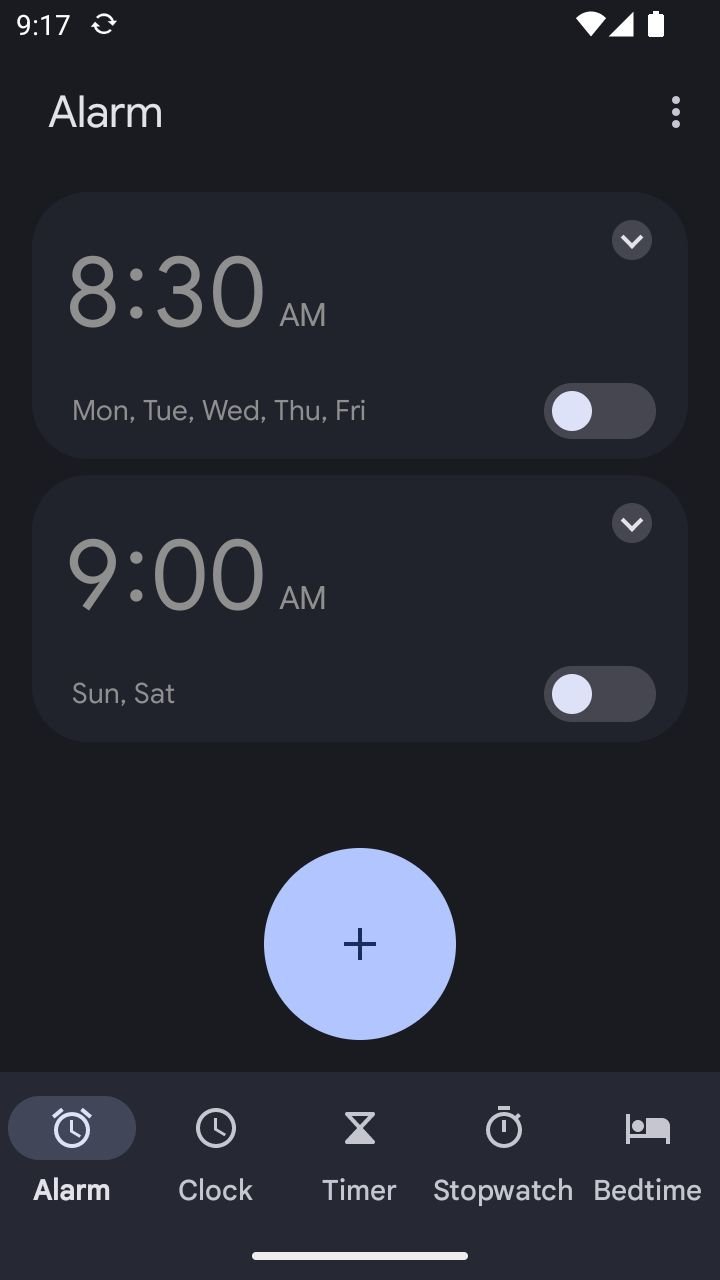 9:17
Alarm
8:30 AM
Mon, Tue, Wed, Thu, Fri
9:00 AM
Sun, Sat
Alarm Clock Timer Stopwatch Bedtime